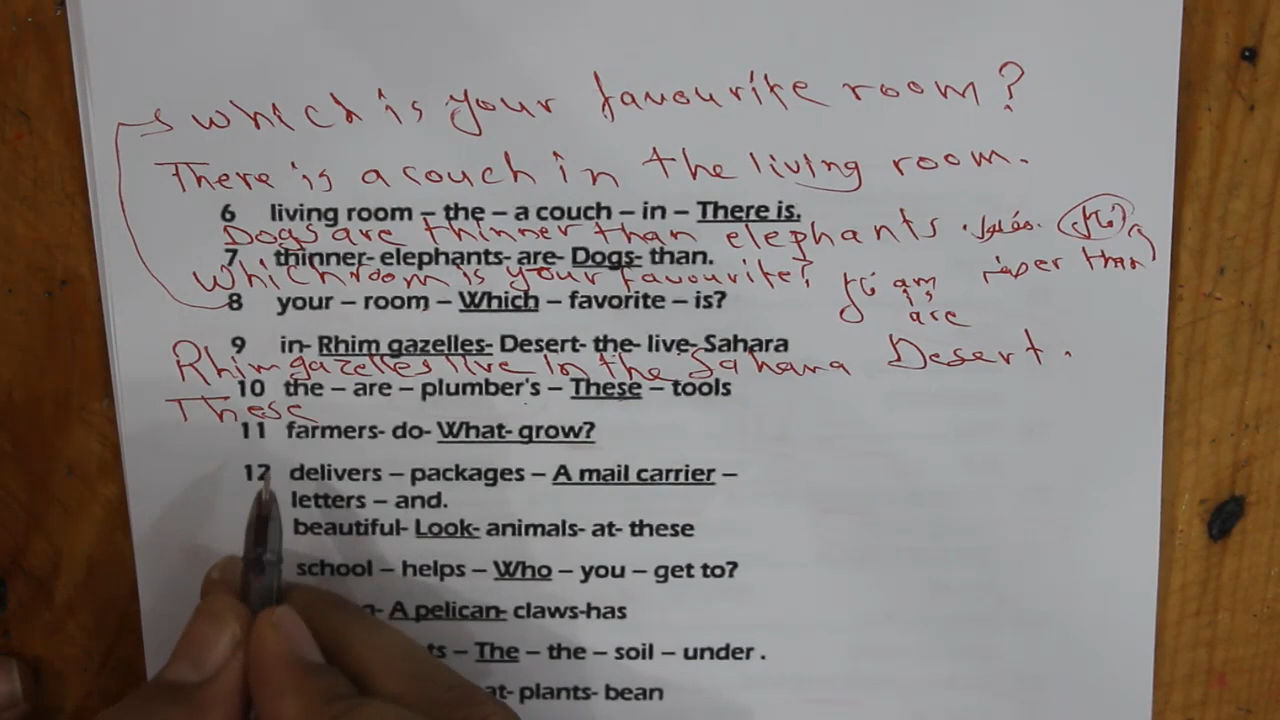 which is your favourite room?
There is a couch in the living room.
6 living room – the – a couch – in – There is.
Dogs are thinner than elephants.
7 thinner- elephants- are- Dogs- than.
than
which room is your favourite? am
is
8 your – room – Which – favorite – is?
are
9 in- Rhim gazelles- Desert- the- live- Sahara
Rhim gazelles live in the Sahara Desert.
10 the – are – plumber's – These – tools
These
11 farmers- do- What- grow?
12 delivers – packages – A mail carrier –
letters – and.
beautiful- Look- animals- at- these
school – helps – Who – you – get to?
A pelican- claws-has
– The – the – soil – under .
plants- bean